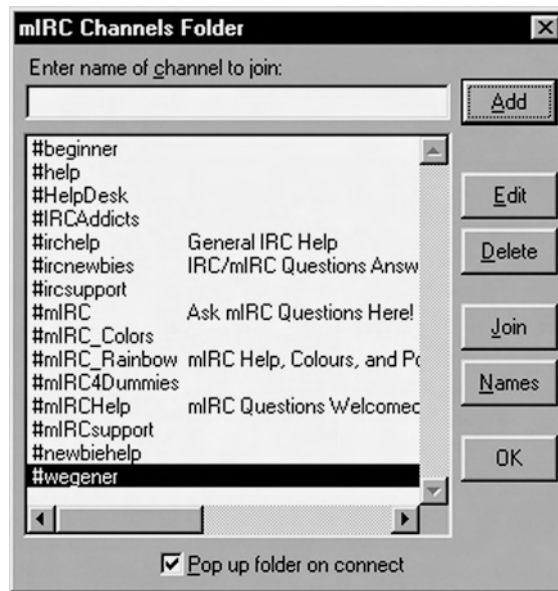 mIRC Channels Folder
Enter name of channel to join:
Add
#beginner
#help
#HelpDesk
#IRCAddicts
#irchelp General IRC Help
#ircnewbies IRC/mIRC Questions Answ
#ircsupport
#mIRC Ask mIRC Questions Here!
#mIRC_Colors
#mIRC_Rainbow mIRC Help, Colours, and Po
#mIRC4Dummies
#mIRCHelp mIRC Questions Welcomed
#mIRCsupport
#newbiehelp
#wegener
Edit
Delete
Join
Names
OK
Pop up folder on connect